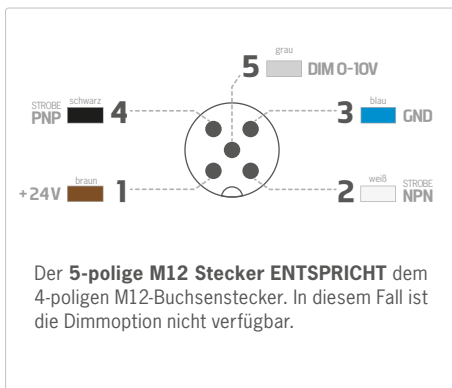 grau
5 DIM 0-10V
STROBE
PNP schwarz 4
3 blau GND
+24V braun 1
2 weiß STROBE
NPN
Der 5-polige M12 Stecker ENTSPRICHT dem
4-poligen M12-Buchsenstecker. In diesem Fall ist
die Dimmoption nicht verfügbar.